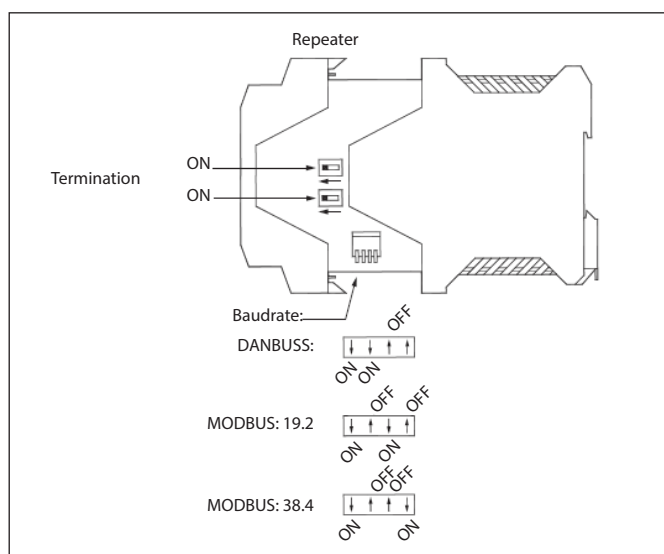 Repeater
ON
Termination
ON
Baudrate:
OFF
DANBUSS:
ON ON
OFF OFF
MODBUS: 19.2
ON ON
OFF OFF
MODBUS: 38.4
ON ON